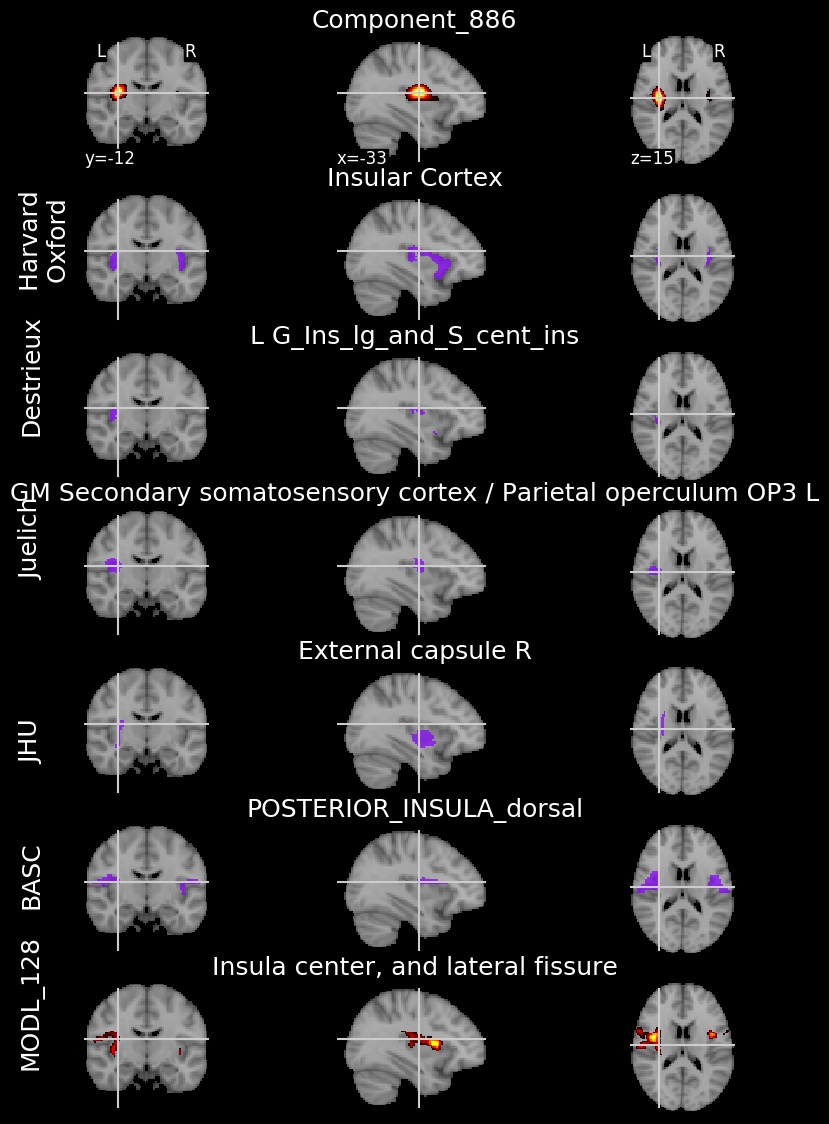 Component_886
L R L R
y=-12 x=-33 z=15
Insular Cortex
Harvard
Oxford
L G_Ins_lg_and_S_cent_ins
Destrieux
GM Secondary somatosensory cortex / Parietal operculum OP3 L
Juelich
External capsule R
JHU
POSTERIOR_INSULA_dorsal
BASC
Insula center, and lateral fissure
MODL_128